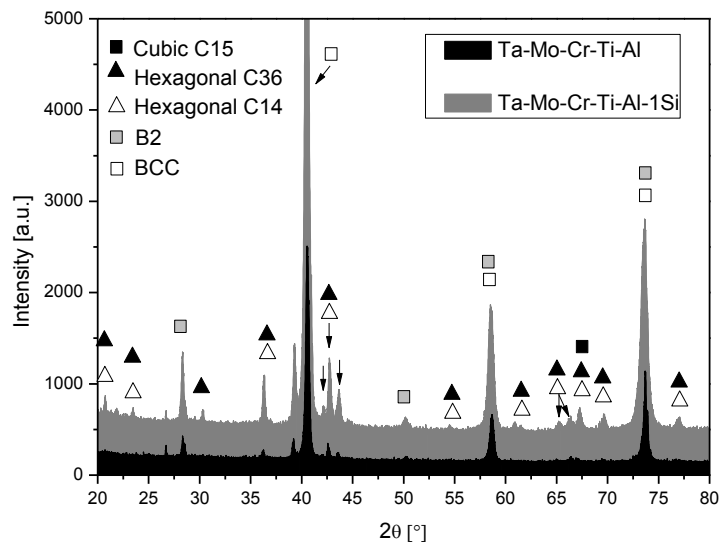 5000
4000
3000
2000
1000
0
Intensity [a.u.]
Cubic C15
Hexagonal C36
Hexagonal C14
B2
BCC
Ta-Mo-Cr-Ti-Al
Ta-Mo-Cr-Ti-Al-1Si
20 25 30 35 40 45 50 55 60 65 70 75 80
2θ [°]